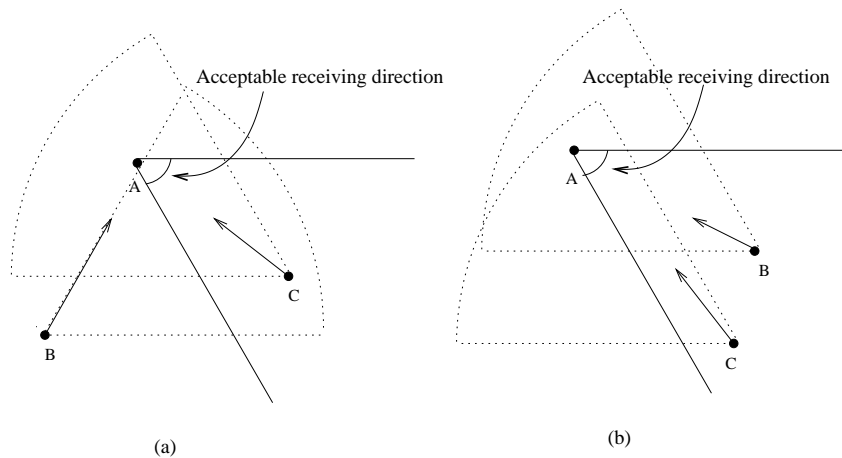 Acceptable receiving direction
A
C
B
(a)
Acceptable receiving direction
A
B
C
(b)